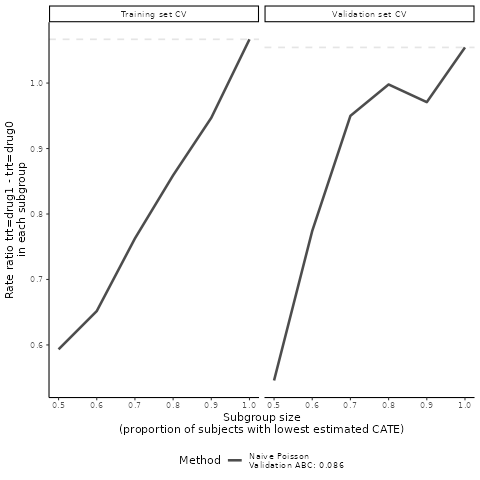 Training set CV
Validation set CV
Rate ratio trt=drug1 - trt=drug0
in each subgroup
1.0
0.9
0.8
0.7
0.6
0.5 0.6 0.7 0.8 0.9 1.0
0.5 0.6 0.7 0.8 0.9 1.0
Subgroup size
(proportion of subjects with lowest estimated CATE)
Method
Naive Poisson
Validation ABC: 0.086